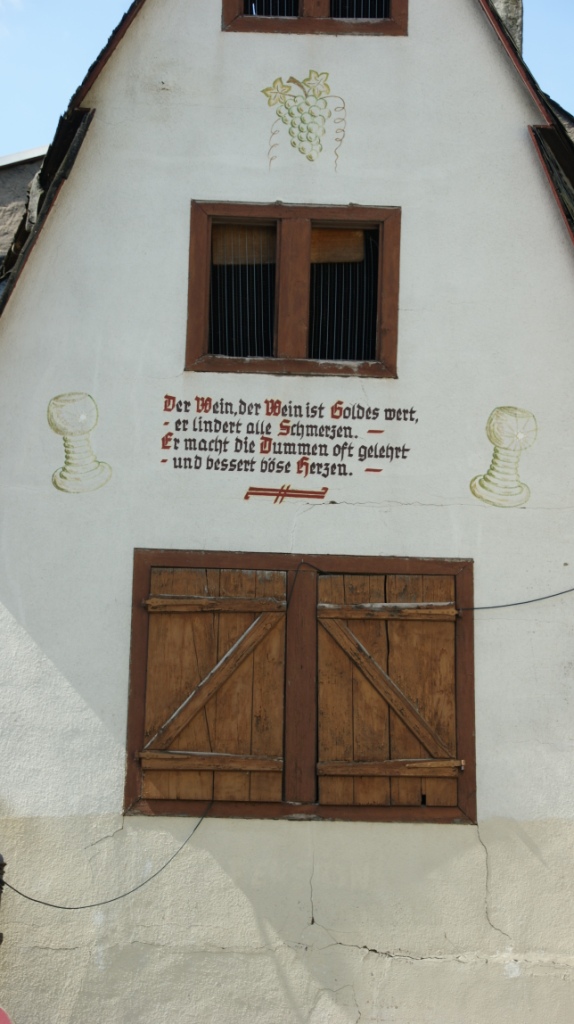 Der Wein, der Wein ist Goldes wert,
- er lindert alle Schmerzen. -
Er macht die Dummen oft gelehrt
- und bessert böse Herzen. -